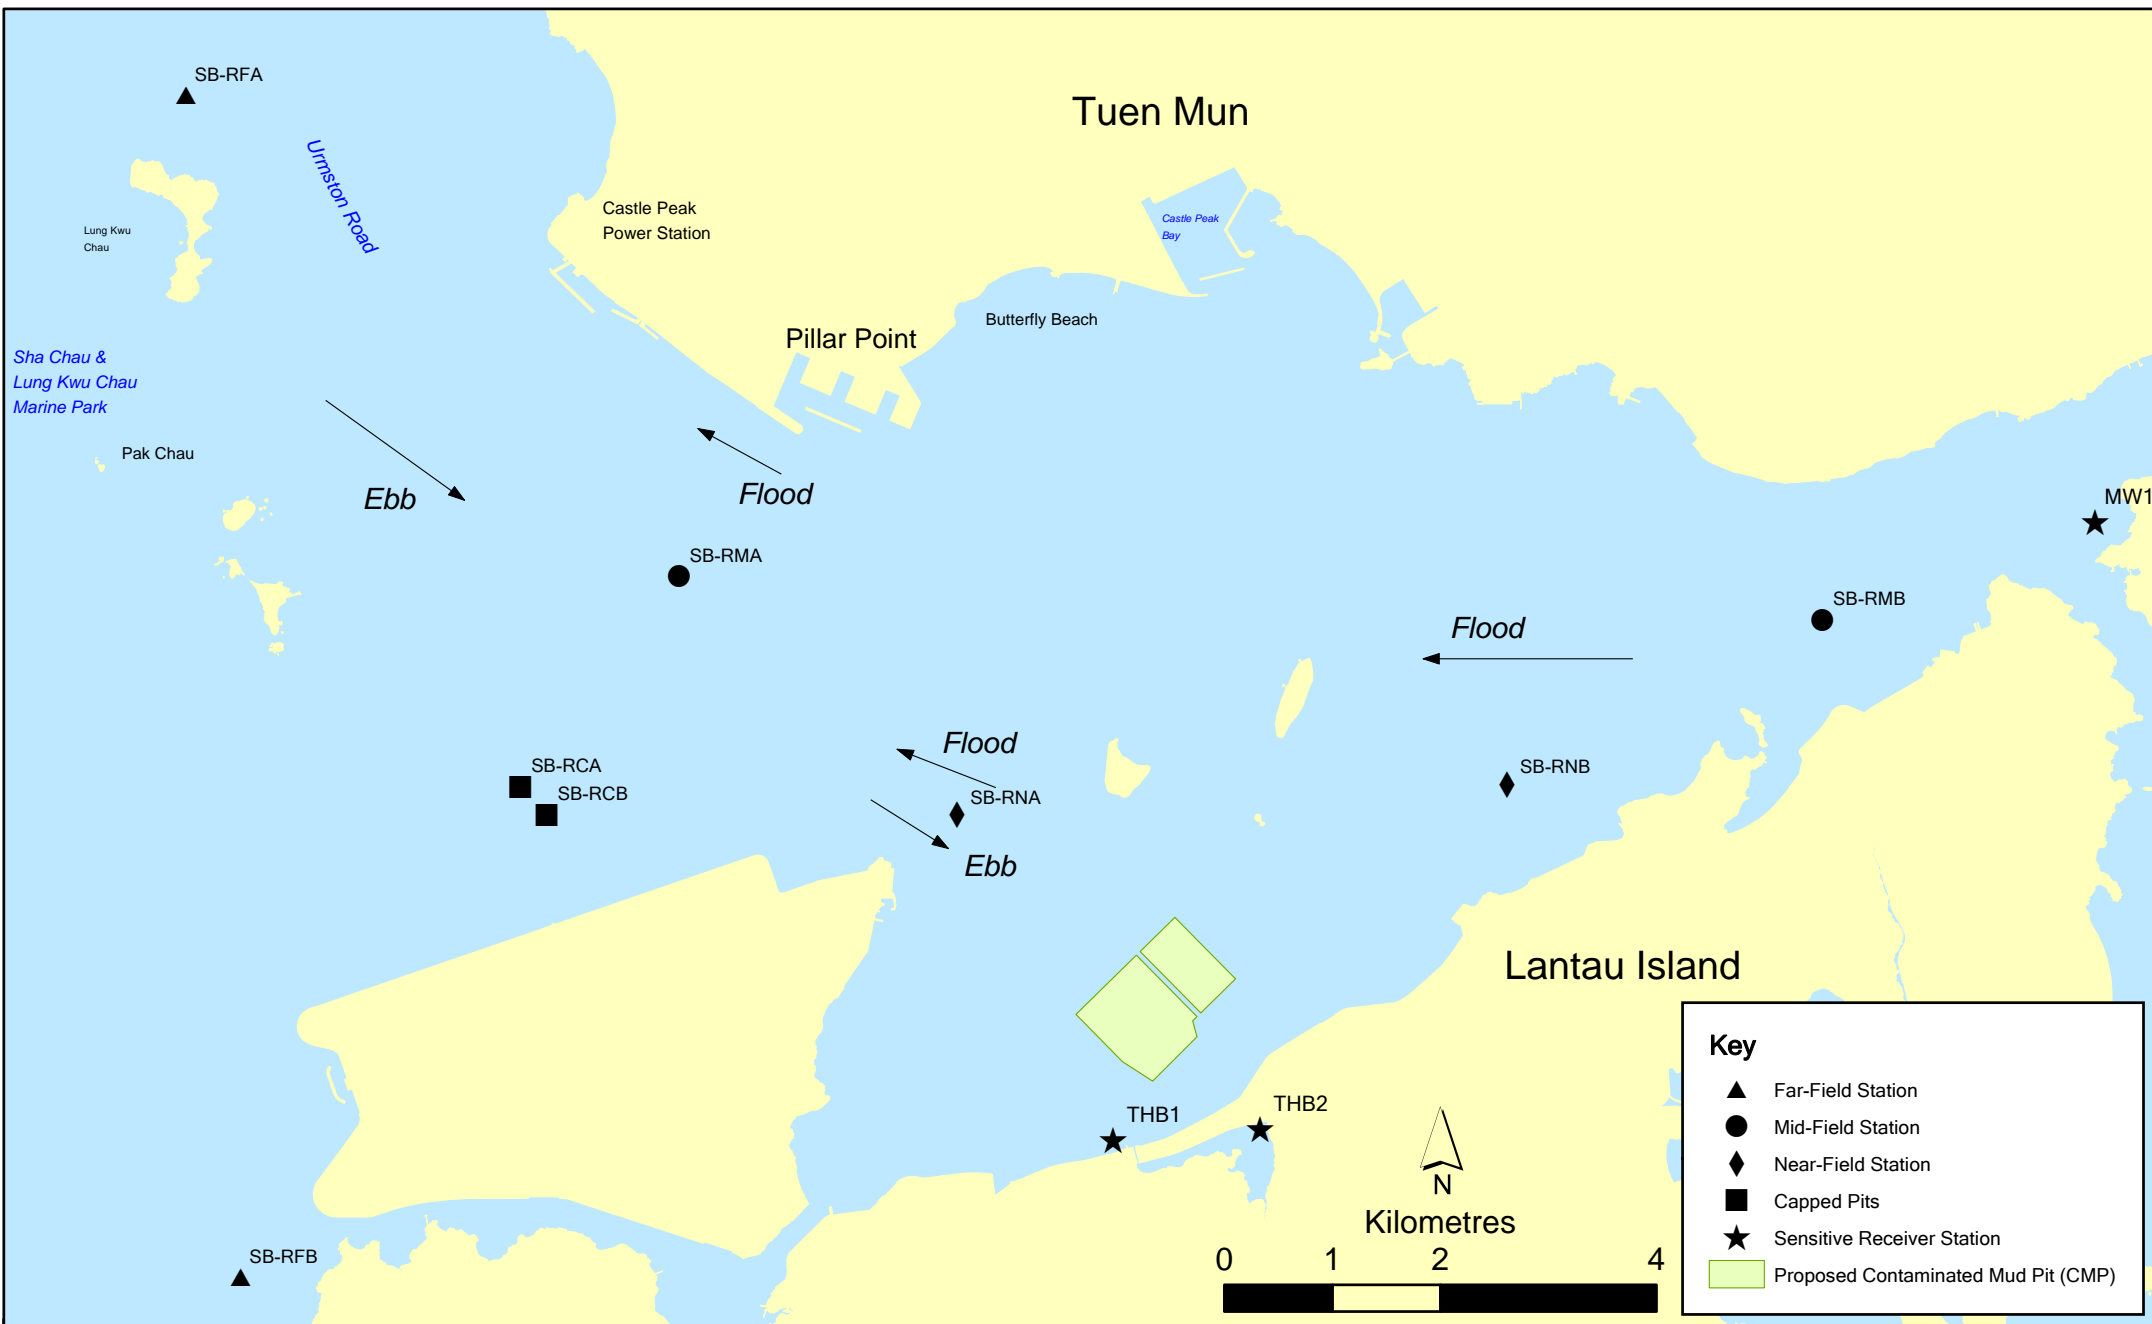 SB-RFA
Tuen Mun
Urmston Road
Castle Peak
Power Station
Castle Peak
Bay
Lung Kwu
Chau
Butterfly Beach
Pillar Point
Sha Chau &
Lung Kwu Chau
Marine Park
Pak Chau
Ebb
Flood
MW1
SB-RMA
SB-RMB
Flood
Flood
SB-RCA
SB-RNB
SB-RCB
SB-RNA
Ebb
Lantau Island
THB1
THB2
N
Kilometres
0 1 2 4
SB-RFB
Key
Far-Field Station
Mid-Field Station
Near-Field Station
Capped Pits
Sensitive Receiver Station
Proposed Contaminated Mud Pit (CMP)